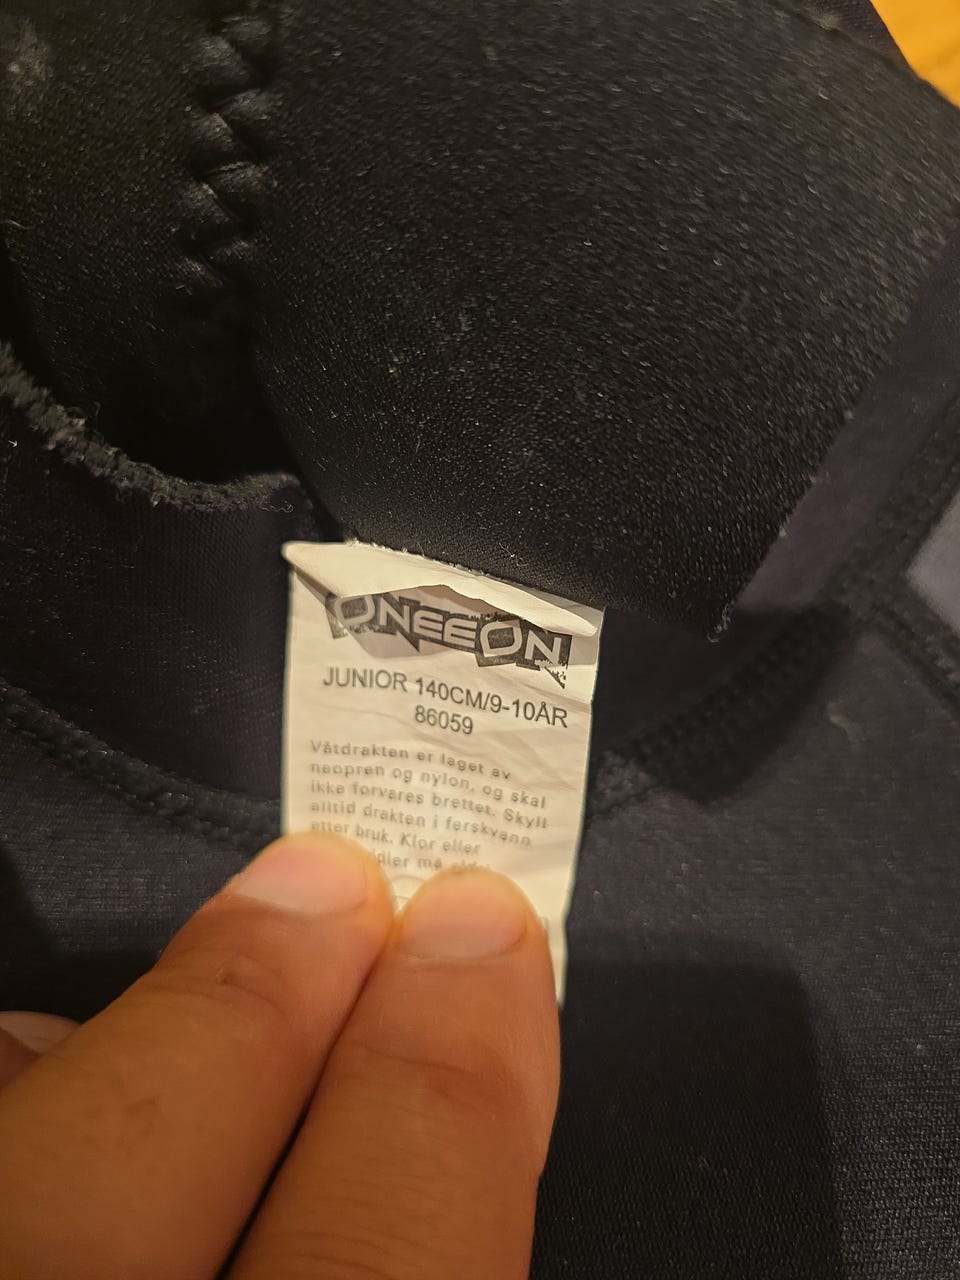 ONEEON
JUNIOR 140CM/9-10ÅR
86059
Våtdrakten er laget av
neopren og nylon, og skal
ikke forvares brettet. Skyll
alltid drakten i ferskvann
etter bruk. Klor eller
må